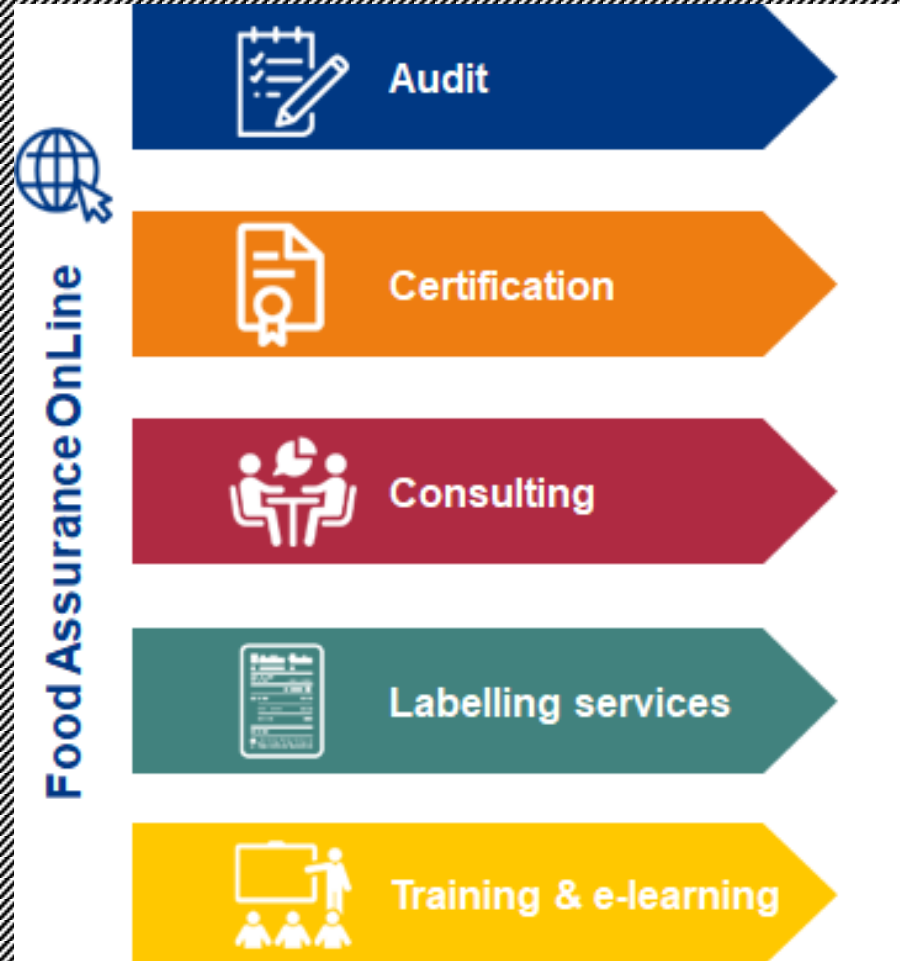 Food Assurance OnLine
Audit
Certification
Consulting
Labelling services
Training & e-learning